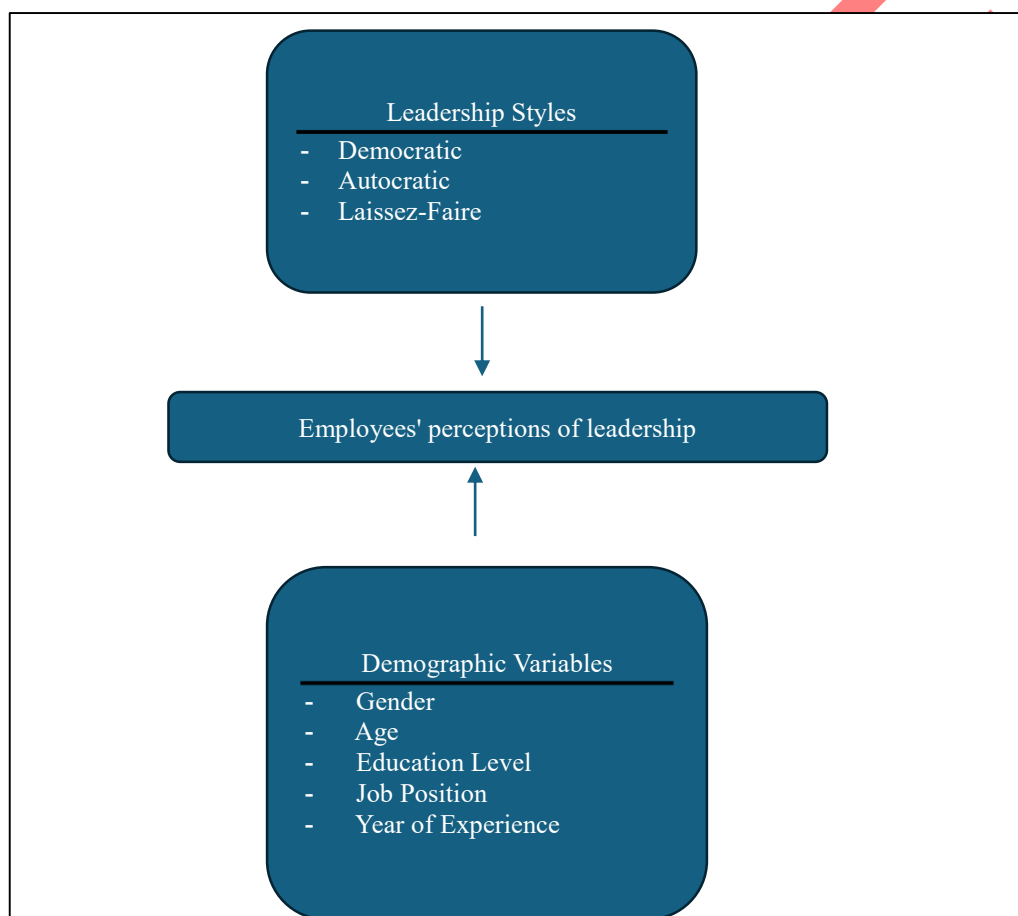 Leadership Styles
- Democratic
- Autocratic
- Laissez-Faire
Employees' perceptions of leadership
Demographic Variables
- Gender
- Age
- Education Level
- Job Position
- Year of Experience